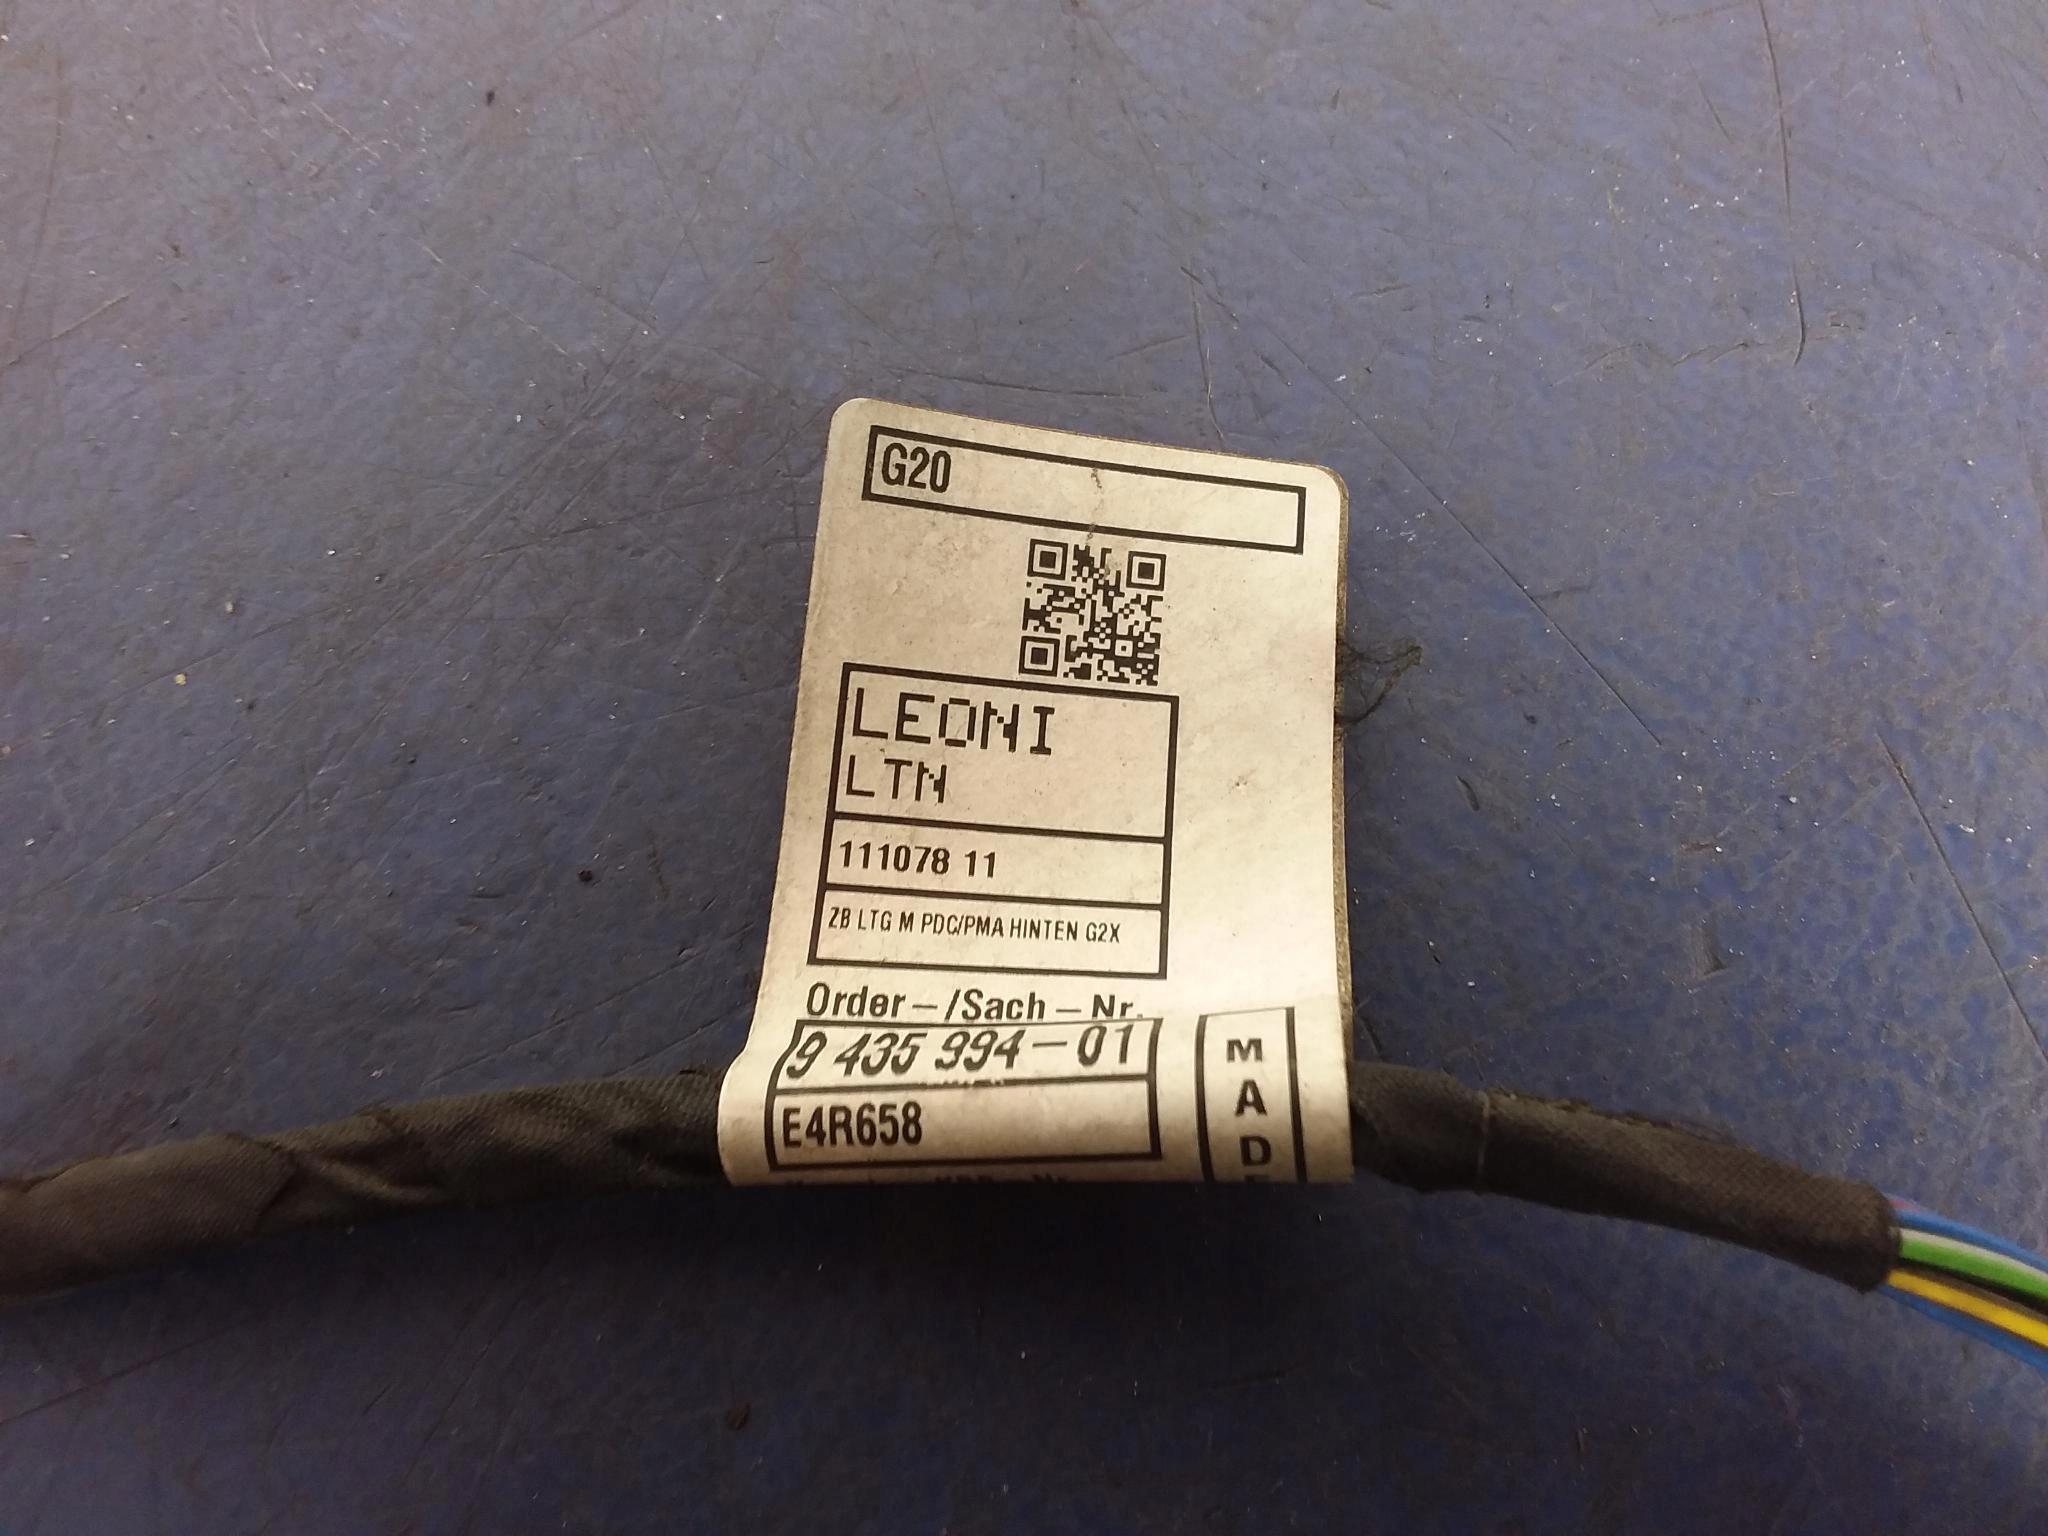 G20
LEONI
LTN
111078 11
ZB LTG M PDC/PMA HINTEN G2X
Order-/Sach-Nr.
9 435 994-01
E4R658
MAD